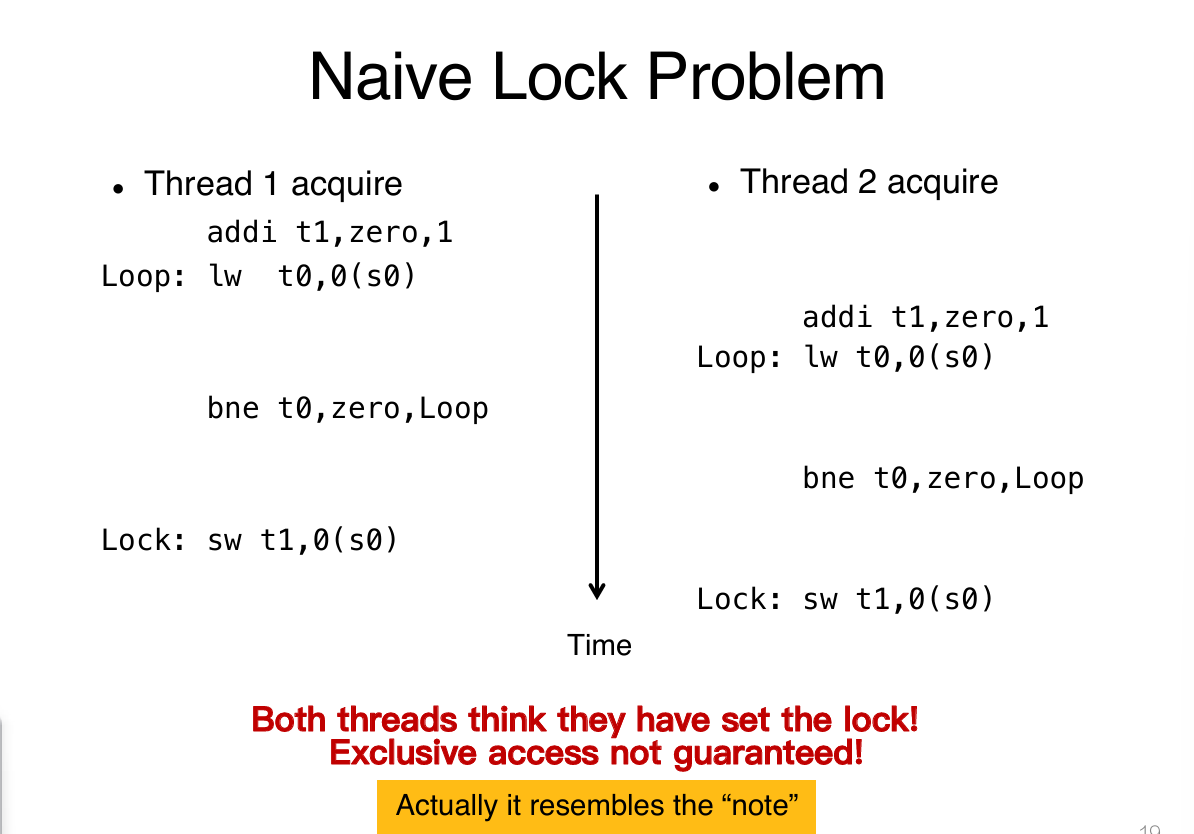 Naive Lock Problem
• Thread 1 acquire
addi t1,zero,1
Loop: lw  t0,0(s0)
bne t0,zero,Loop
Lock: sw t1,0(s0)
• Thread 2 acquire
addi t1,zero,1
Loop: lw t0,0(s0)
bne t0,zero,Loop
Lock: sw t1,0(s0)
Time
Both threads think they have set the lock!
Exclusive access not guaranteed!
Actually it resembles the “note”
19